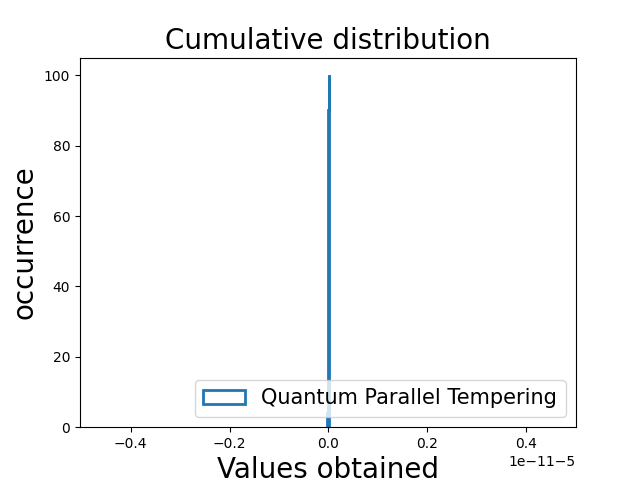 Cumulative distribution
occurrence
100
80
60
40
20
0
Quantum Parallel Tempering
−0.4
−0.2
0.0
0.2
0.4
1e−11−5
Values obtained